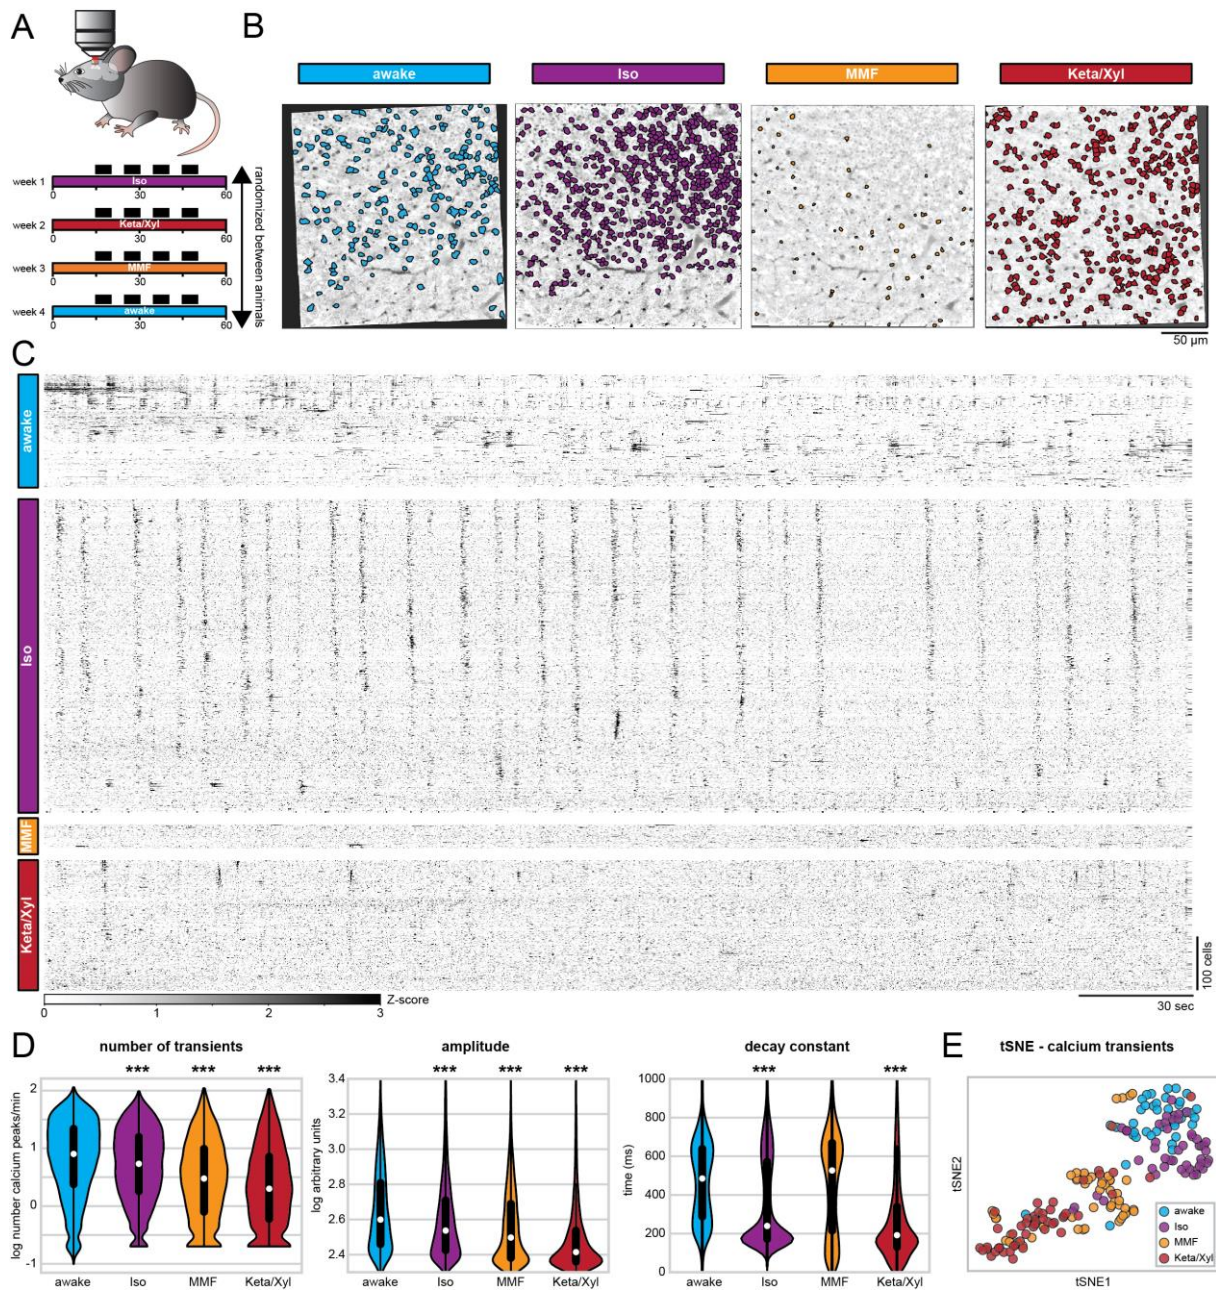 A
B
awake
Iso
MMF
Keta/Xyl
week 1
Iso
0
30
60
week 2
Keta/Xyl
0
30
60
week 3
MMF
0
30
60
week 4
awake
0
30
60
randomized between animals
50 µm
C
awake
Iso
MMF
Keta/Xyl
100 cells
0
1
2
3
Z-score
30 sec
D
number of transients
*** *** ***
log number calcium peaks/min
2
1
0
-1
awake Iso MMF Keta/Xyl
amplitude
*** *** ***
log arbitrary units
3.4
3.2
3.0
2.8
2.6
2.4
awake Iso MMF Keta/Xyl
decay constant
*** ***
time (ms)
1000
800
600
400
200
0
awake Iso MMF Keta/Xyl
E
tSNE - calcium transients
tSNE2
awake
Iso
MMF
Keta/Xyl
tSNE1